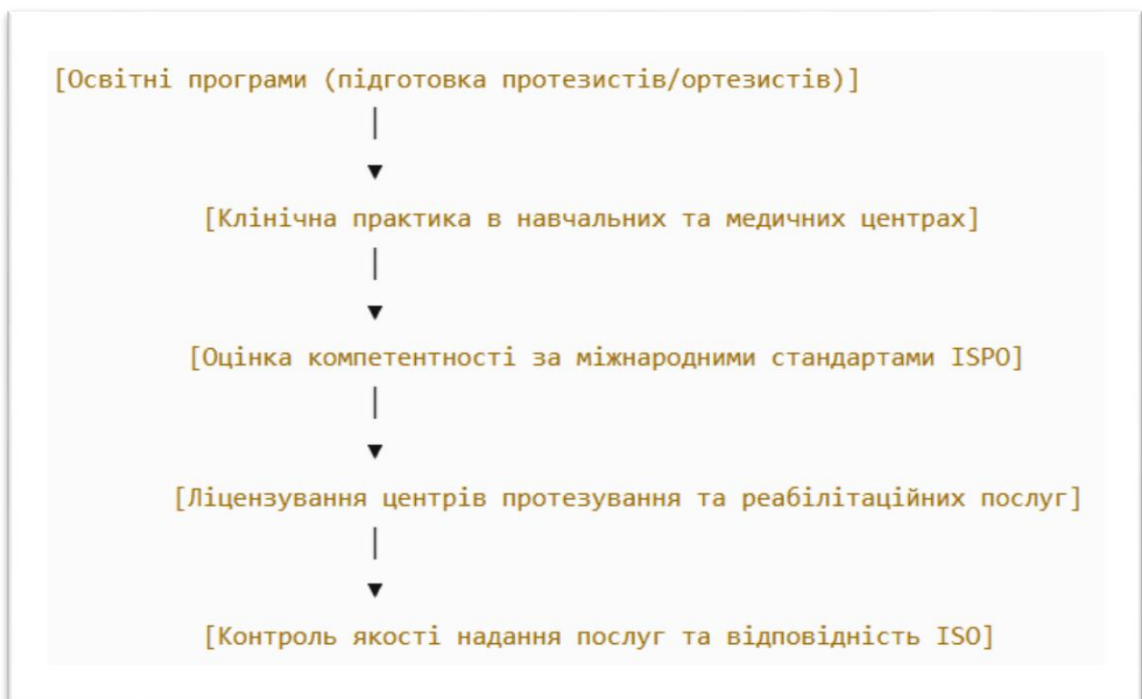 [Освітні програми (підготовка протезистів/ортезистів)]
[Клінічна практика в навчальних та медичних центрах]
[Оцінка компетентності за міжнародними стандартами ISPO]
[Ліцензування центрів протезування та реабілітаційних послуг]
[Контроль якості надання послуг та відповідність ISO]